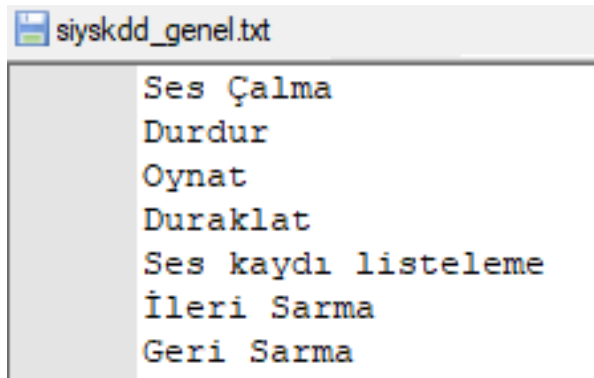 siyskdd_genel.txt
Ses Çalma
Durdur
Oynat
Duraklat
Ses kaydı listeleme
İleri Sarma
Geri Sarma